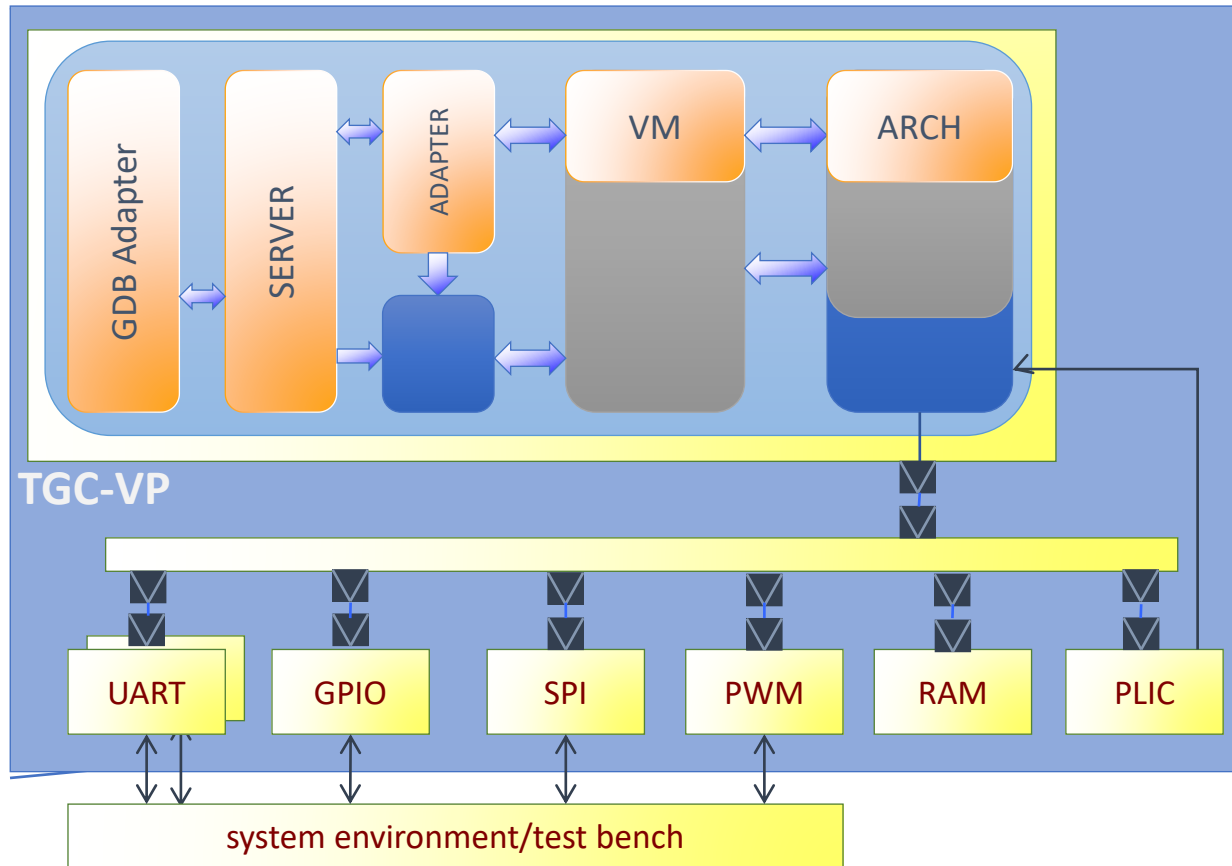 GDB Adapter
SERVER
ADAPTER
VM
ARCH
TGC-VP
UART
GPIO
SPI
PWM
RAM
PLIC
system environment/test bench